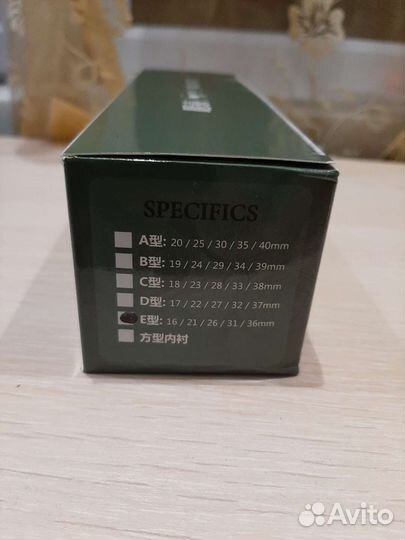 SPECIFICS
A型: 20 / 25 / 30 / 35 / 40mm
B型: 19 / 24 / 29 / 34 / 39mm
C型: 18 / 23 / 28 / 33 / 38mm
D型: 17 / 22 / 27 / 32 / 37mm
E型: 16 / 21 / 26 / 31 / 36mm
方型内衬
Avito